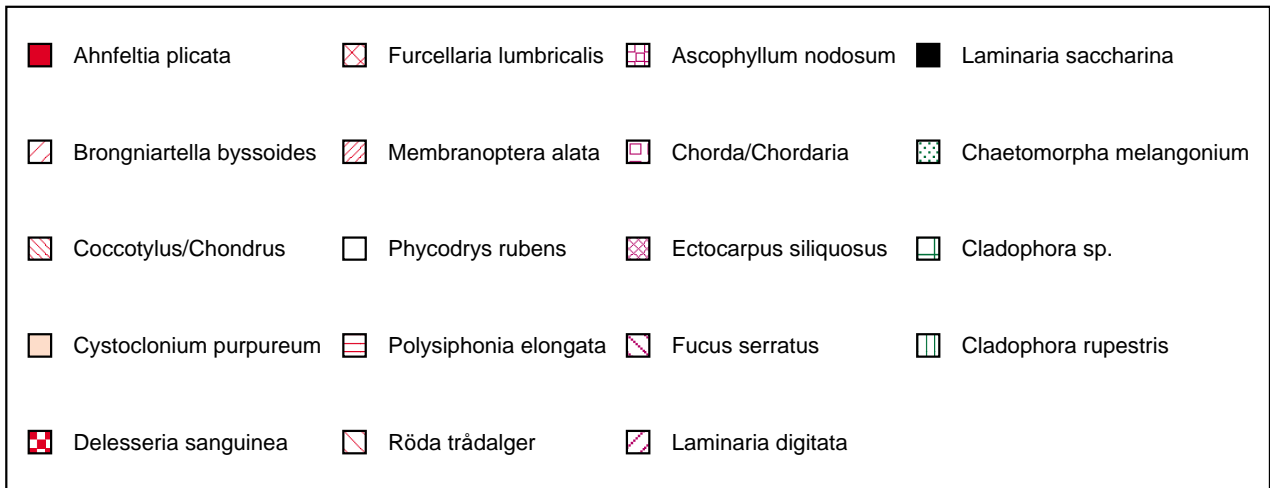 Ahnfeltia plicata Furcellaria lumbricalis Ascophyllum nodosum Laminaria saccharina
Brongniartella byssoides Membranoptera alata Chorda/Chordaria Chaetomorpha melangonium
Coccotylus/Chondrus Phycodrys rubens Ectocarpus siliquosus Cladophora sp.
Cystoclonium purpureum Polysiphonia elongata Fucus serratus Cladophora rupestris
Delesseria sanguinea Röda trådalger Laminaria digitata